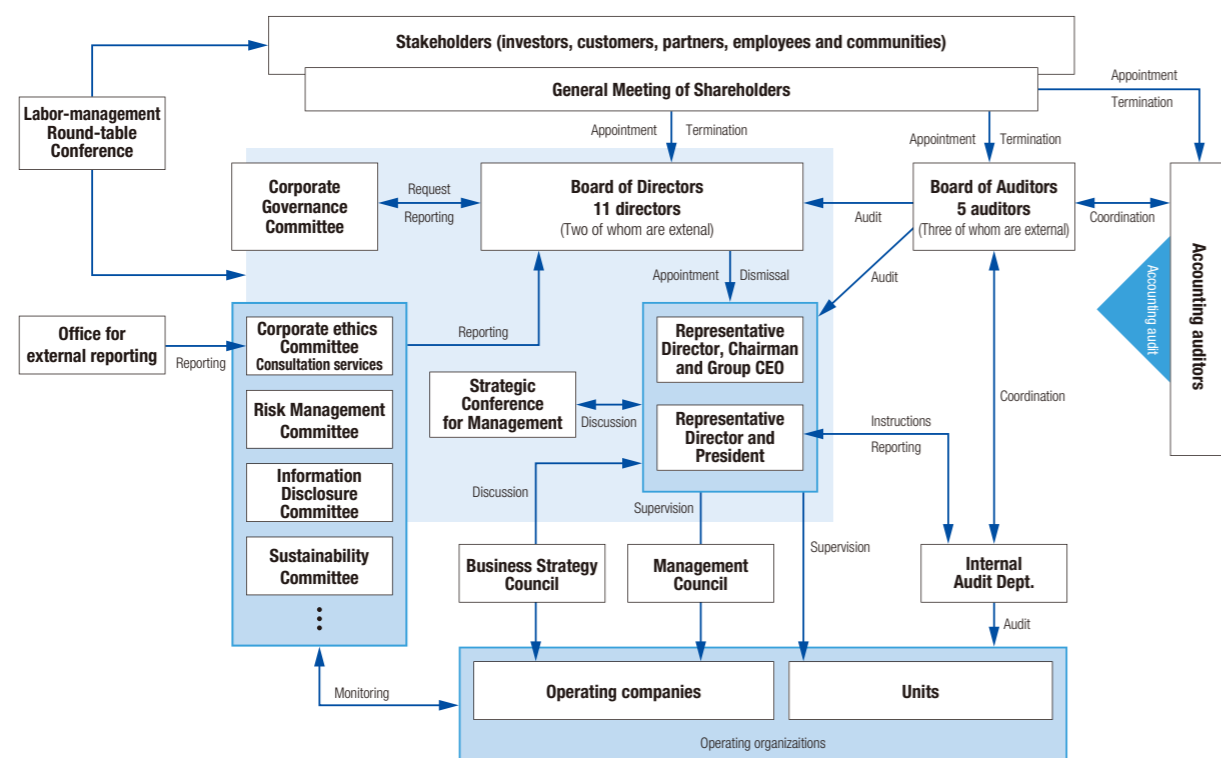 Stakeholders (investors, customers, partners, employees and communities)
General Meeting of Shareholders
Appointment
Termination
Labor-management
Round-table
Conference
Appointment
Termination
Appointment
Termination
Corporate
Governance
Committee
Request
Reporting
Board of Directors
11 directors
(Two of whom are extenal)
Audit
Board of Auditors
5 auditors
(Three of whom are external)
Coordination
Accounting auditors
Accounting audit
Appointment
Dismissal
Audit
Office for
external reporting
Reporting
Corporate ethics
Committee
Consultation services
Reporting
Representative
Director, Chairman
and Group CEO
Strategic
Conference
for Management
Discussion
Risk Management
Committee
Representative
Director and
President
Instructions
Reporting
Coordination
Information
Disclosure
Committee
Discussion
Supervision
Supervision
Sustainability
Committee
Business Strategy
Council
Management
Council
Internal
Audit Dept.
Audit
Monitoring
Operating companies
Units
Operating organizaitions